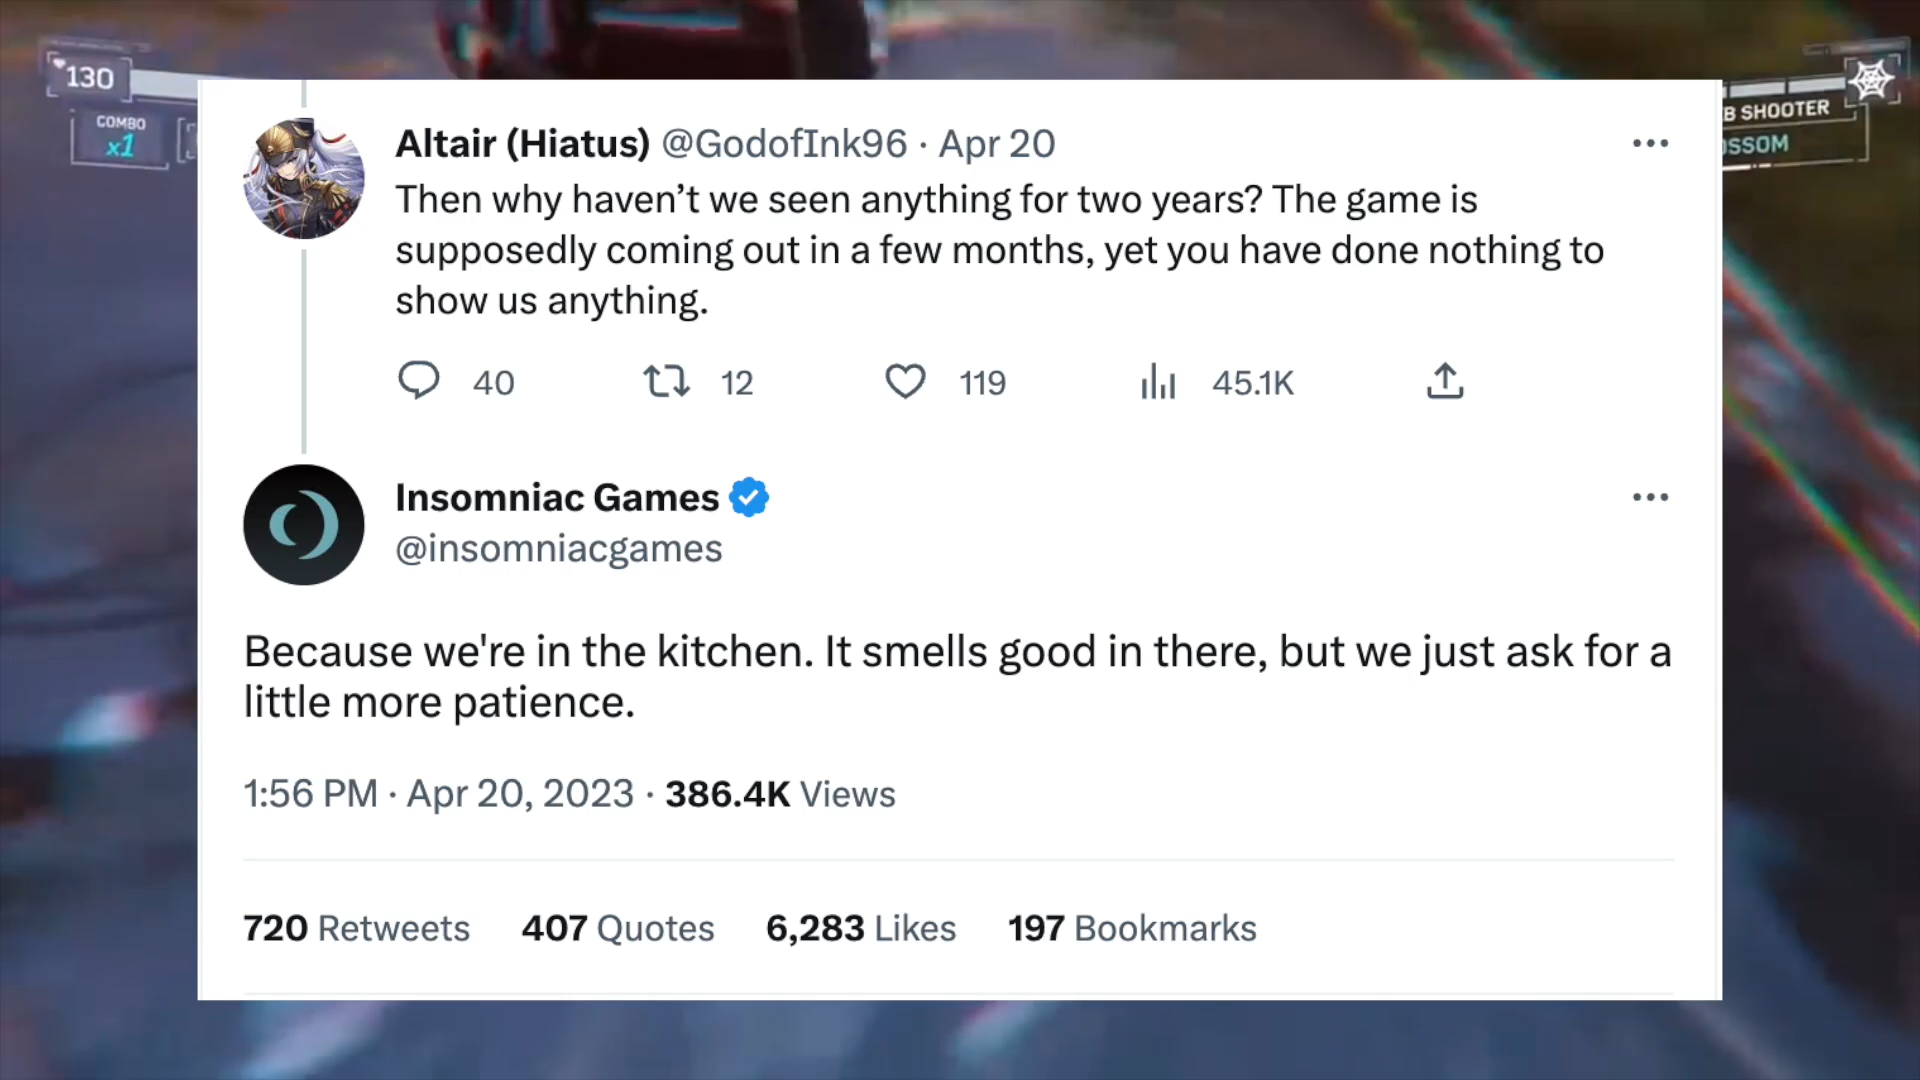 130
COMBO
x1
B SHOOTER
OSSOM
Altair (Hiatus) @GodofInk96 · Apr 20
Then why haven’t we seen anything for two years? The game is
supposedly coming out in a few months, yet you have done nothing to
show us anything.
40 12 119 45.1K
Insomniac Games
@insomniacgames
Because we're in the kitchen. It smells good in there, but we just ask for a
little more patience.
1:56 PM · Apr 20, 2023 · 386.4K Views
720 Retweets 407 Quotes 6,283 Likes 197 Bookmarks